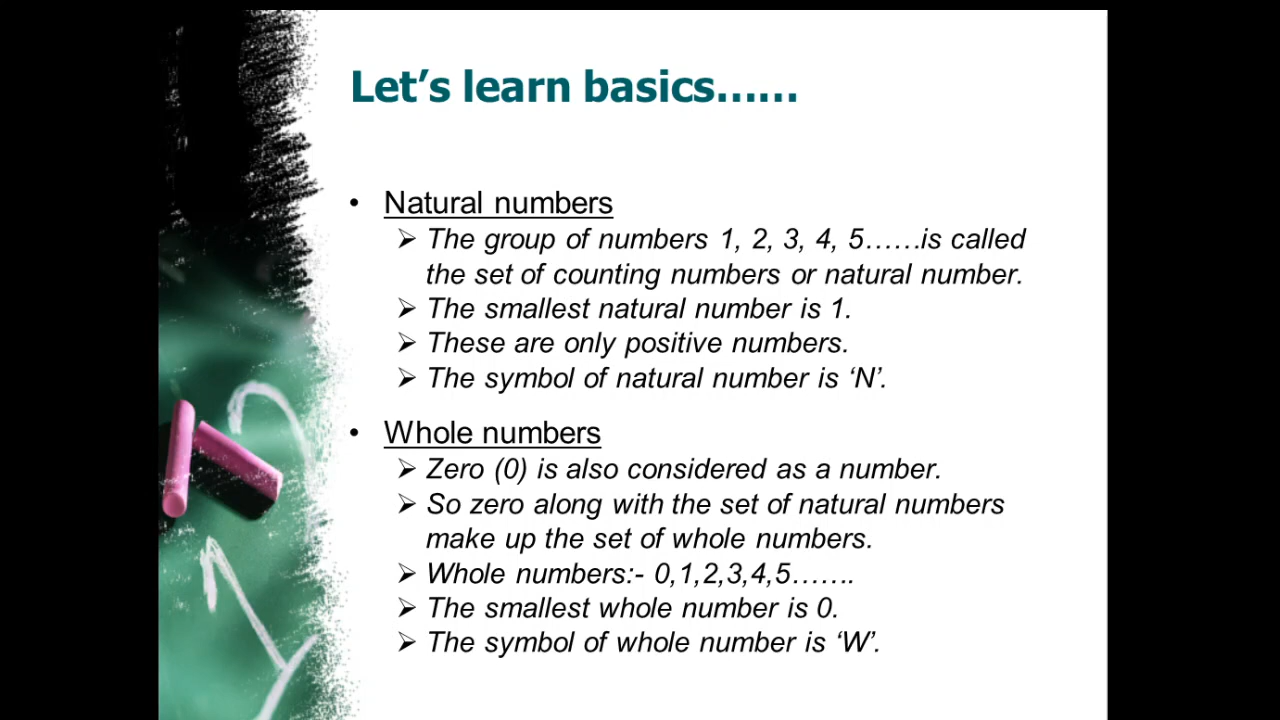 Let’s learn basics……
• Natural numbers
➢ The group of numbers 1, 2, 3, 4, 5……is called
the set of counting numbers or natural number.
➢ The smallest natural number is 1.
➢ These are only positive numbers.
➢ The symbol of natural number is ‘N’.
• Whole numbers
➢ Zero (0) is also considered as a number.
➢ So zero along with the set of natural numbers
make up the set of whole numbers.
➢ Whole numbers:- 0,1,2,3,4,5…….
➢ The smallest whole number is 0.
➢ The symbol of whole number is ‘W’.